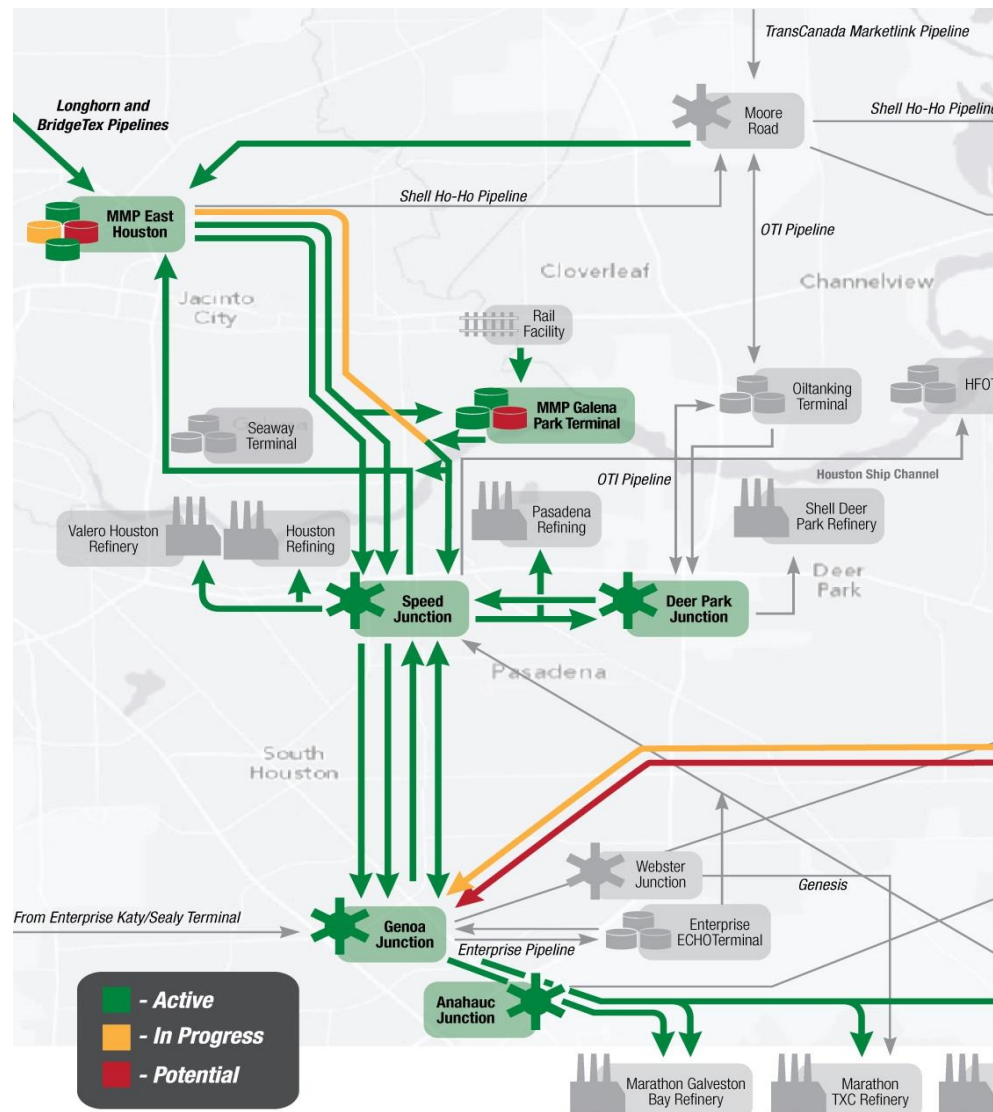 TransCanada Marketlink Pipeline
Longhorn and
BridgeTex Pipelines
Moore
Road
Shell Ho-Ho Pipeline
MMP East
Houston
Shell Ho-Ho Pipeline
OTI Pipeline
Cloverleaf
Channelview
Jacinto
City
Rail
Facility
MMP Galena
Park Terminal
Oiltanking
Terminal
HFOT
Seaway
Terminal
Houston Ship Channel
OTI Pipeline
Valero Houston
Refinery
Houston
Refining
Pasadena
Refining
Shell Deer
Park Refinery
Speed
Junction
Deer Park
Junction
Deer
Park
Pasadena
South
Houston
Webster
Junction
Genesis
From Enterprise Katy/Sealy Terminal
Genoa
Junction
Enterprise Pipeline
Enterprise
ECHOTerminal
Anahauc
Junction
- Active
- In Progress
- Potential
Marathon Galveston
Bay Refinery
Marathon
TXC Refinery